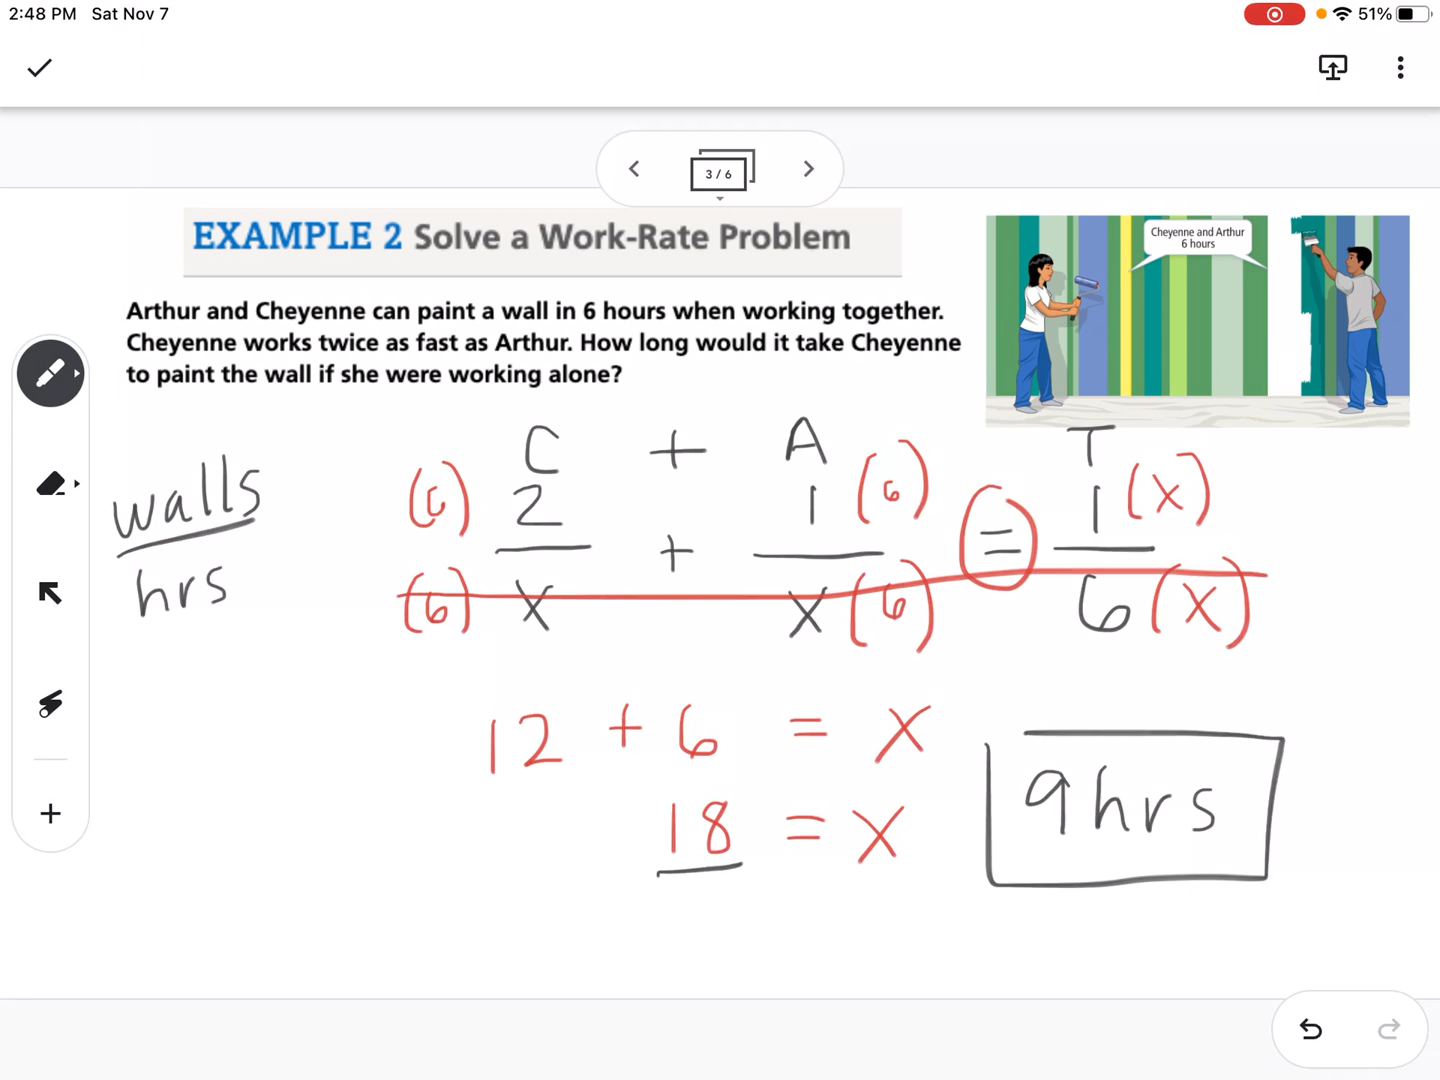 2:48 PM Sat Nov 7
51%
3 / 6
EXAMPLE 2 Solve a Work-Rate Problem
Cheyenne and Arthur
6 hours
Arthur and Cheyenne can paint a wall in 6 hours when working together.
Cheyenne works twice as fast as Arthur. How long would it take Cheyenne
to paint the wall if she were working alone?
C + A T
walls
hrs
(6) 2 + 1 (6) = 1 (x)
(6) x x (6) 6 (x)
12 + 6 = x
18 = x
9 hrs